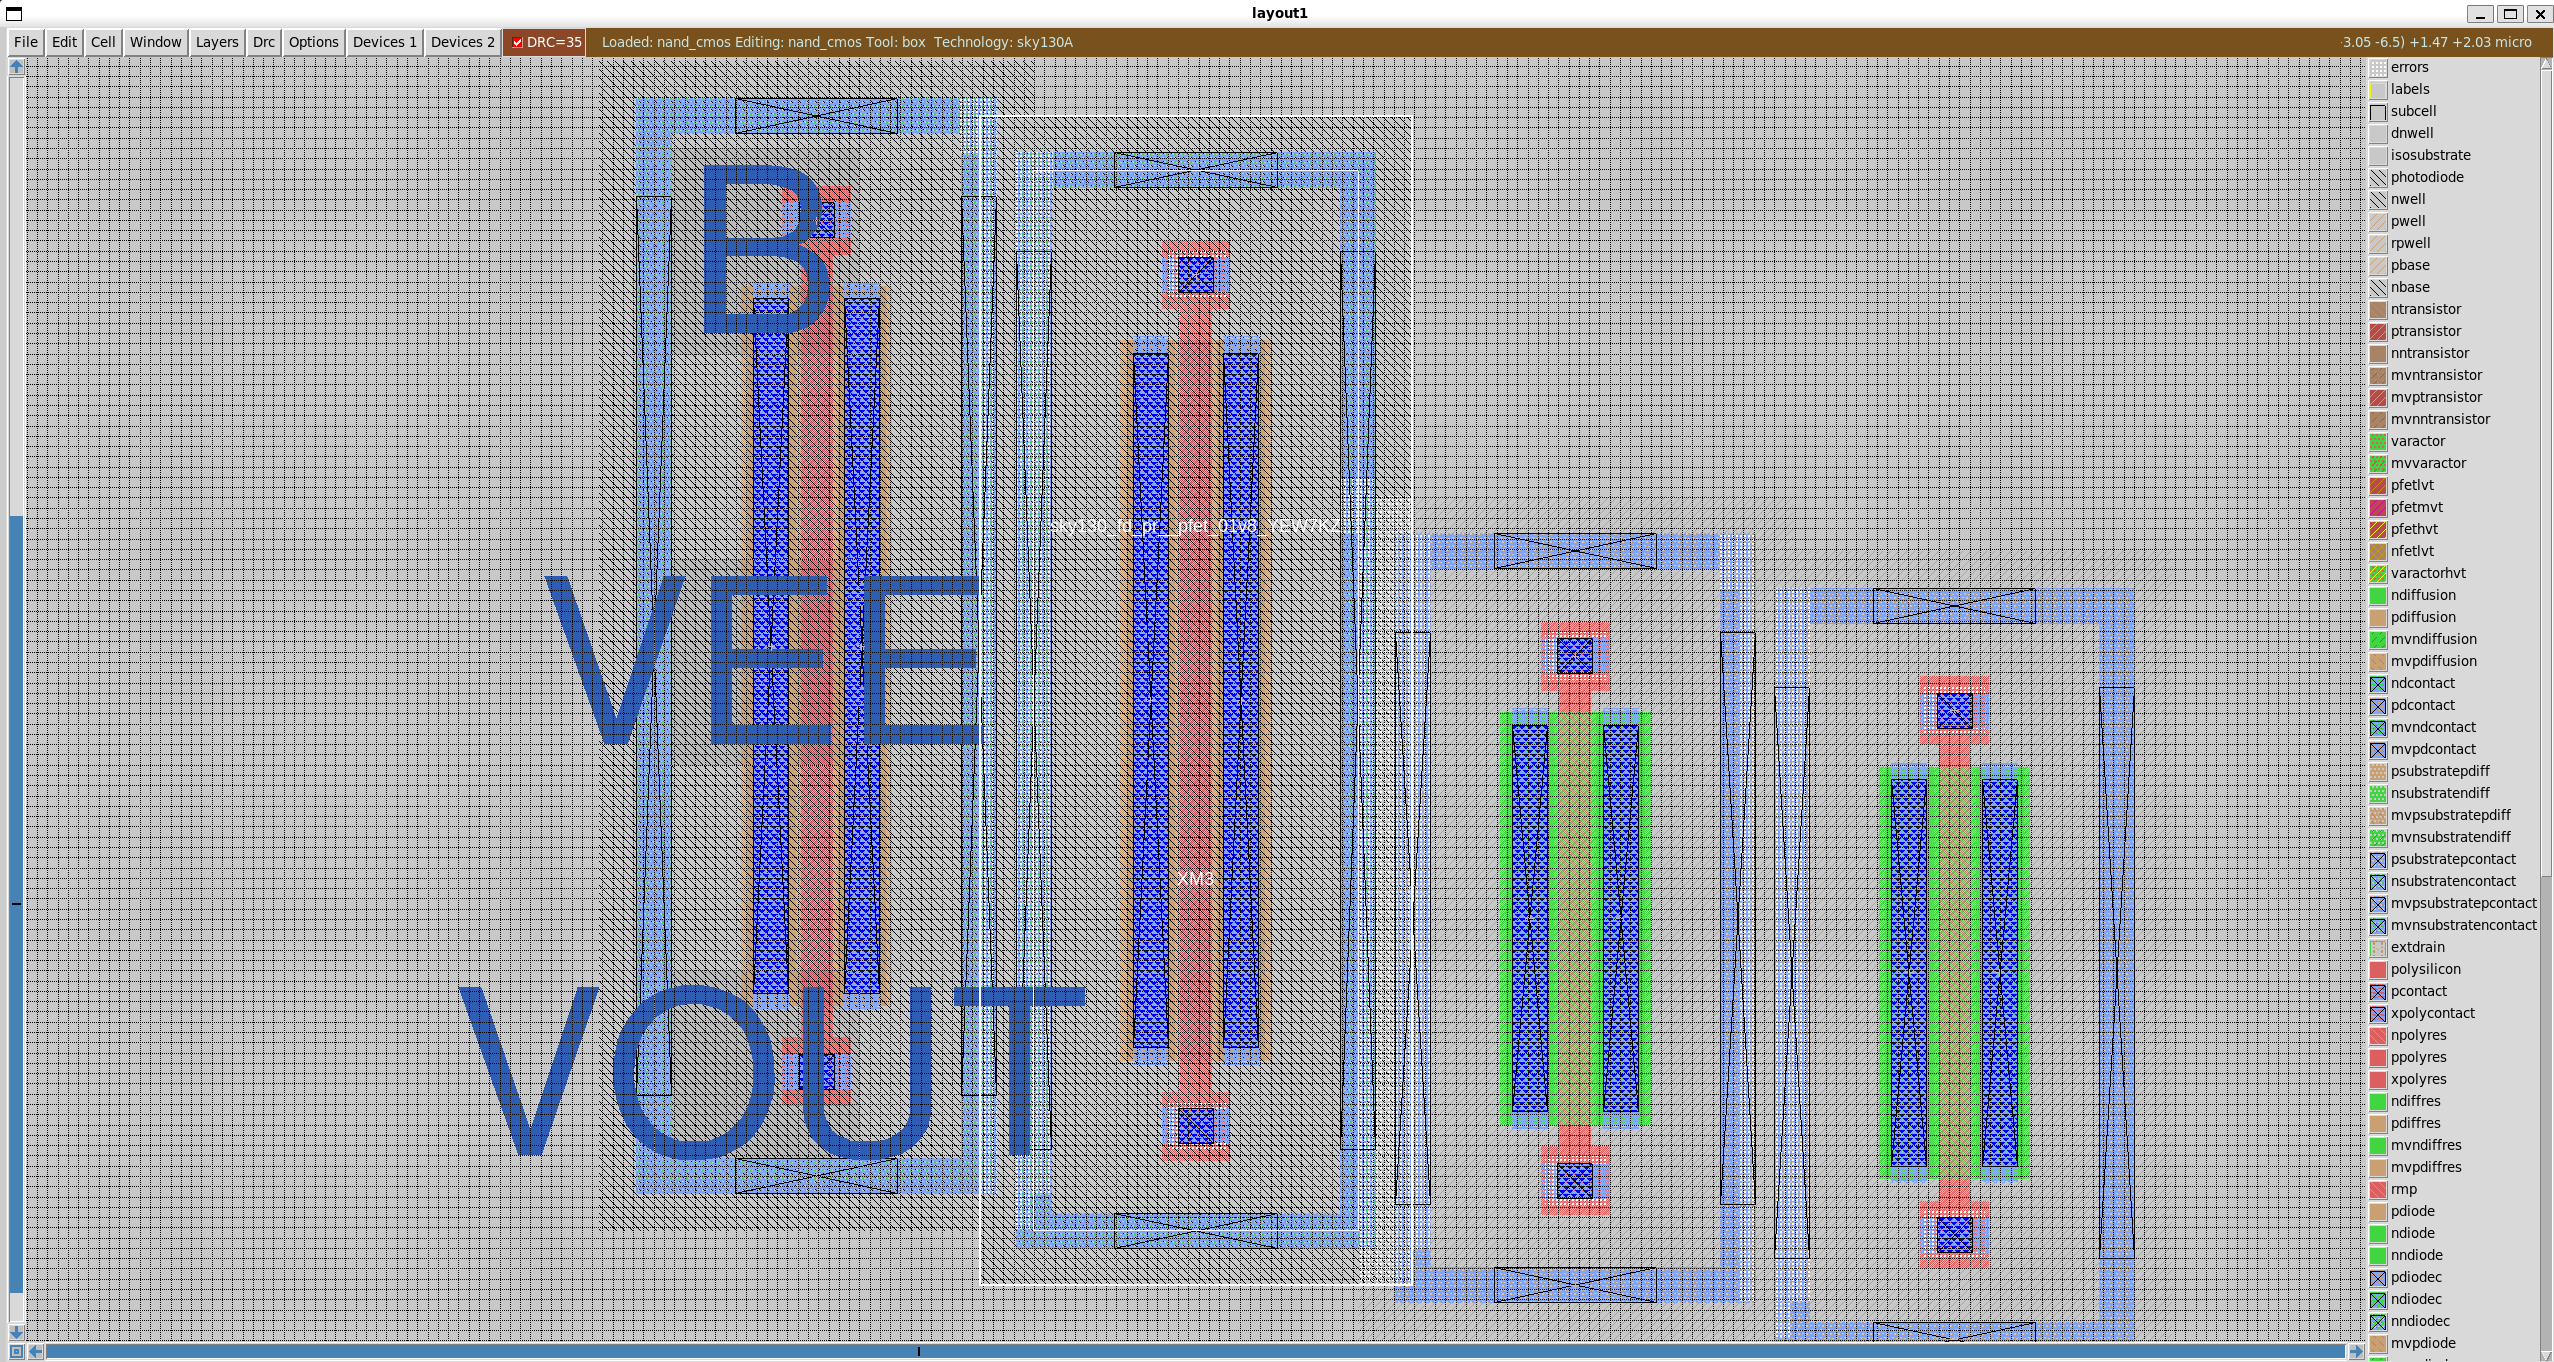 layout1
File Edit Cell Window Layers Drc Options Devices 1 Devices 2 DRC=35 Loaded: nand_cmos Editing: nand_cmos Tool: box Technology: sky130A 3.05 -6.5) +1.47 +2.03 micro
B
sky130_fd_pr__pfet_01v8_YEW7KZ
VEE
XM3
VOUT
errors
labels
subcell
dnwell
isosubstrate
photodiode
nwell
pwell
rpwell
pbase
nbase
ntransistor
ptransistor
nntransistor
mvntransistor
mvptransistor
mvnntransistor
varactor
mvvaractor
pfetlvt
pfetmvt
pfethvt
nfetlvt
varactorhvt
ndiffusion
pdiffusion
mvndiffusion
mvpdiffusion
ndcontact
pdcontact
mvndcontact
mvpdcontact
psubstratepdiff
nsubstratendiff
mvpsubstratepdiff
mvnsubstratendiff
psubstratepcontact
nsubstratencontact
mvpsubstratepcontact
mvnsubstratencontact
extdrain
polysilicon
pcontact
xpolycontact
npolyres
ppolyres
xpolyres
ndiffres
pdiffres
mvndiffres
mvpdiffres
rmp
pdiode
ndiode
nndiode
pdiodec
ndiodec
nndiodec
mvpdiode